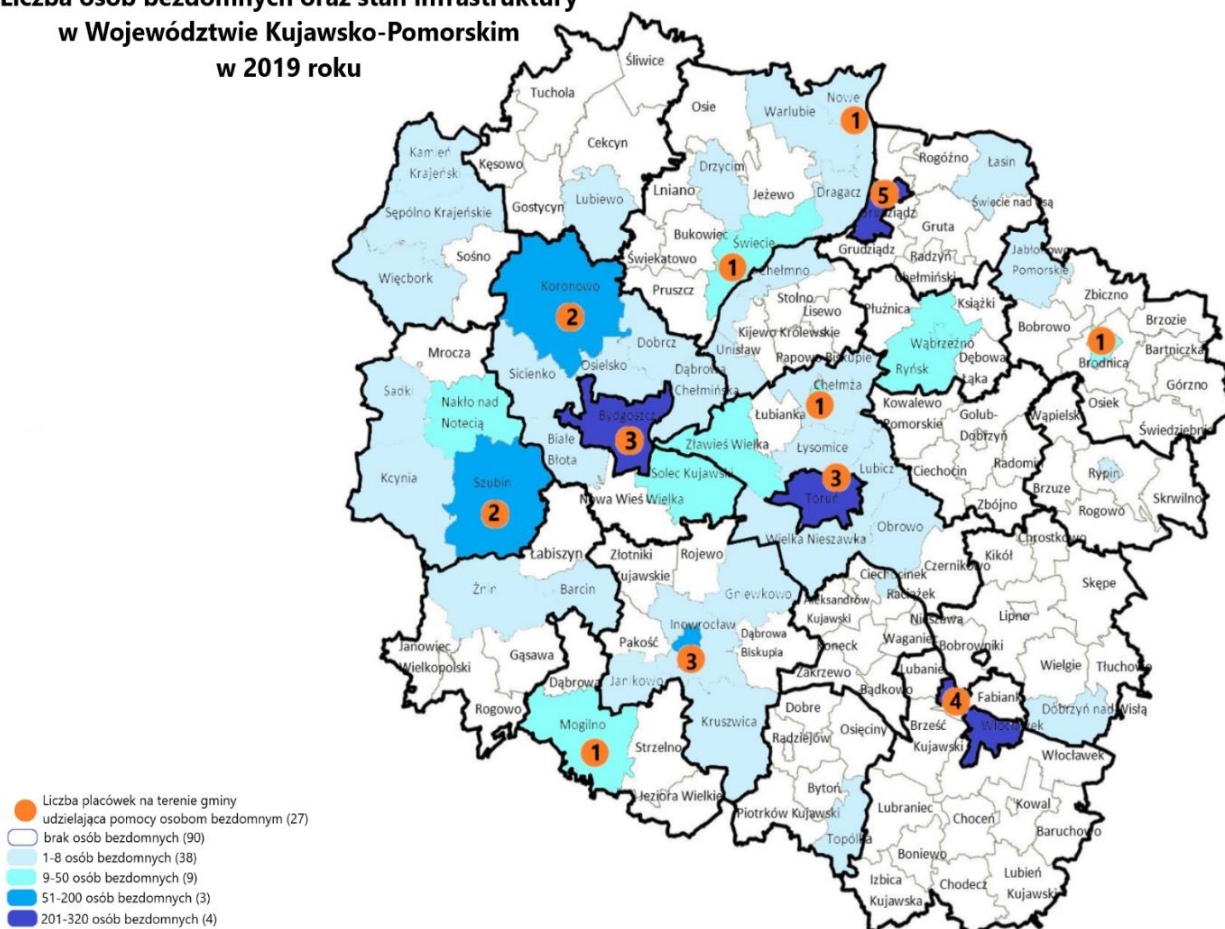 Liczba osób bezdomnych oraz stan infrastruktury
w Województwie Kujawsko-Pomorskim
w 2019 roku
Śliwice
Tuchola
Osie
Warlubie
Nowe
1
Cekcyn
Kamień
Krajeński
Kęsowo
Drzycim
Rogóźno
Łasin
Lniano
Jeżewo
Dragacz
5
Lubiewo
Gostycyn
Sępólno Krajeńskie
Świecie nad Osą
Grudziądz
Gruta
Bukowiec
Świecie
Sośno
Świekatowo
Grudziądz
Radzyń
Chełmiński
Jabłonowo
Pomorskie
Więcbork
1
Chełmno
Koronowo
2
Pruszcz
Stolno
Lisewo
Płużnica
Książki
Zbiczno
Bobrowo
Brzozie
Kijewo Królewskie
Wąbrzeźno
1
Bartniczka
Mrocza
Dobrcz
Unisław
Papowo Biskupie
Dębowa
Łąka
Brodnica
Sicienko
Osielsko
Dąbrowa
Chełmińska
Ryńsk
Górzno
Sadki
Chełmża
1
Nakło nad
Notecią
Bydgoszcz
3
Łubianka
Kowalewo
Pomorskie
Golub-
Dobrzyń
Wąpielsk
Osiek
Świedziebnia
Białe
Błota
Zławieś Wielka
Łysomice
Kcynia
Szubin
2
Solec Kujawski
Lubicz
3
Ciechocin
Radomin
Rypin
Brzuze
Skrwilno
Nowa Wieś Wielka
Toruń
Zbójno
Rogowo
Obrowo
Wielka Nieszawka
Łabiszyn
Złotniki
Kujawskie
Rojewo
Chrostkowo
Kikół
Czernikowo
Ciechocinek
Raciążek
Skępe
Żnin
Barcin
Gniewkowo
Aleksandrów
Kujawski
Nieszawa
Lipno
Inowrocław
3
Pakość
Dąbrowa
Biskupia
Koneck
Waganiec
Bobrowniki
Janowiec
Wielkopolski
Gąsawa
Zakrzewo
Lubanie
Wielgie
Tłuchowo
Dąbrowa
Janikowo
Bądkowo
4
Fabianki
Rogowo
Mogilno
1
Kruszwica
Dobre
Dobrzyń nad Wisłą
Strzelno
Radziejów
Osięciny
Brześć
Kujawski
Włocławek
Włocławek
Jeziora Wielkie
Bytoń
Piotrków Kujawski
Lubraniec
Kowal
Choceń
Baruchowo
Topólka
Boniewo
Izbica
Kujawska
Chodecz
Lubień
Kujawski
Liczba placówek na terenie gminy
udzielająca pomocy osobom bezdomnym (27)
brak osób bezdomnych (90)
1-8 osób bezdomnych (38)
9-50 osób bezdomnych (9)
51-200 osób bezdomnych (3)
201-320 osób bezdomnych (4)